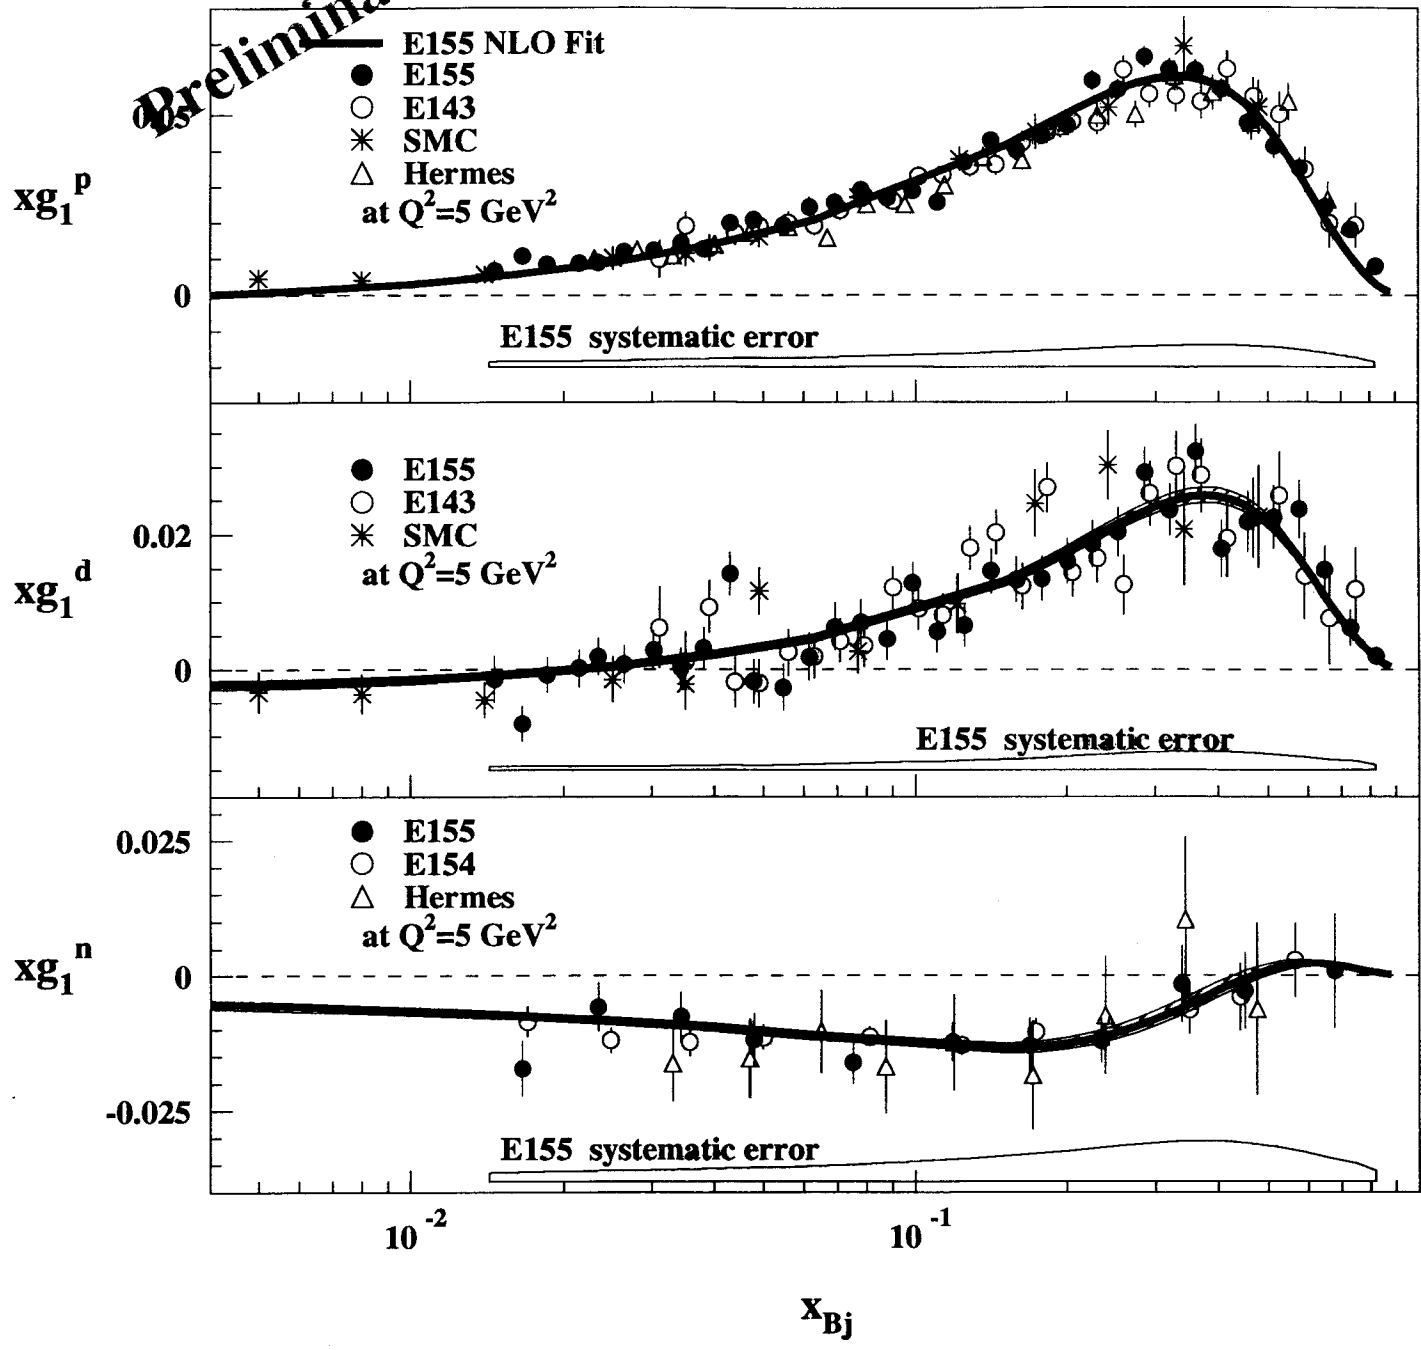 Prelimina
E155 NLO Fit
E155
E143
SMC
Hermes
at Q²=5 GeV²
0.05
0
xg₁ᵖ
E155 systematic error
E155
E143
SMC
at Q²=5 GeV²
0.02
0
xg₁ᵈ
E155 systematic error
E155
E154
Hermes
at Q²=5 GeV²
0.025
0
-0.025
xg₁ⁿ
E155 systematic error
10⁻² 10⁻¹
x_Bj